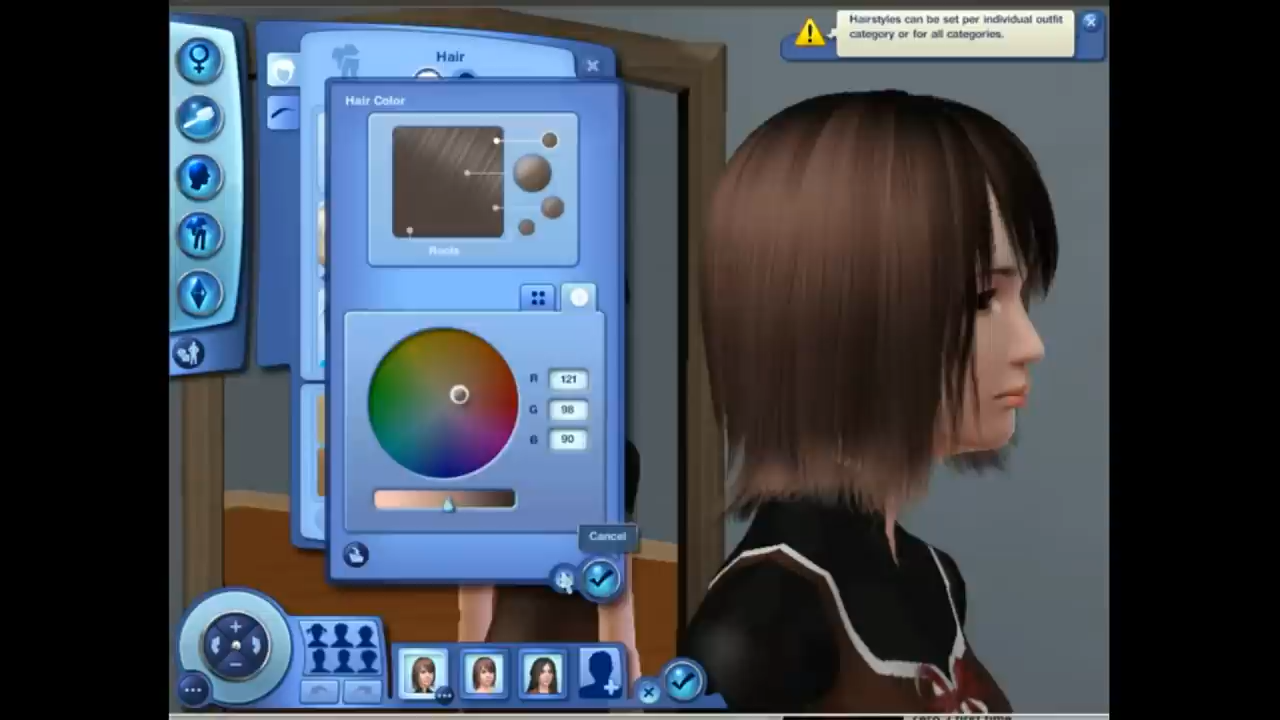 Hairstyles can be set per individual outfit
category or for all categories.
Hair
Hair Color
Roots
R 121
G 98
B 90
Cancel